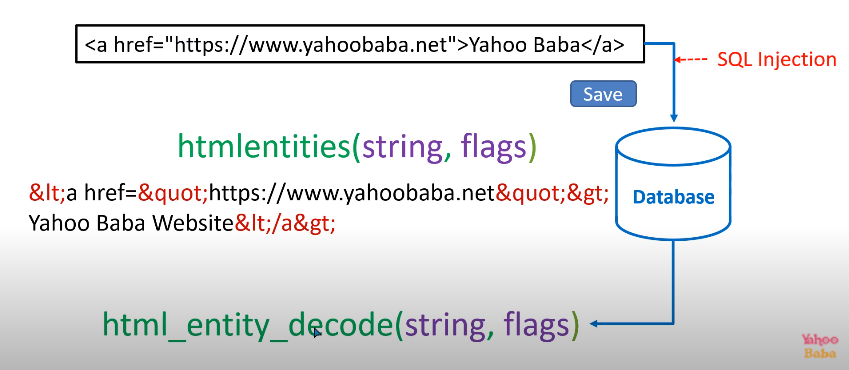 <a href="https://www.yahoobaba.net">Yahoo Baba</a>
SQL Injection
Save
htmlentities(string, flags)
&lt;a href=&quot;https://www.yahoobaba.net&quot;&gt;
Yahoo Baba Website&lt;/a&gt;
Database
html_entity_decode(string, flags)
Yahoo
Baba